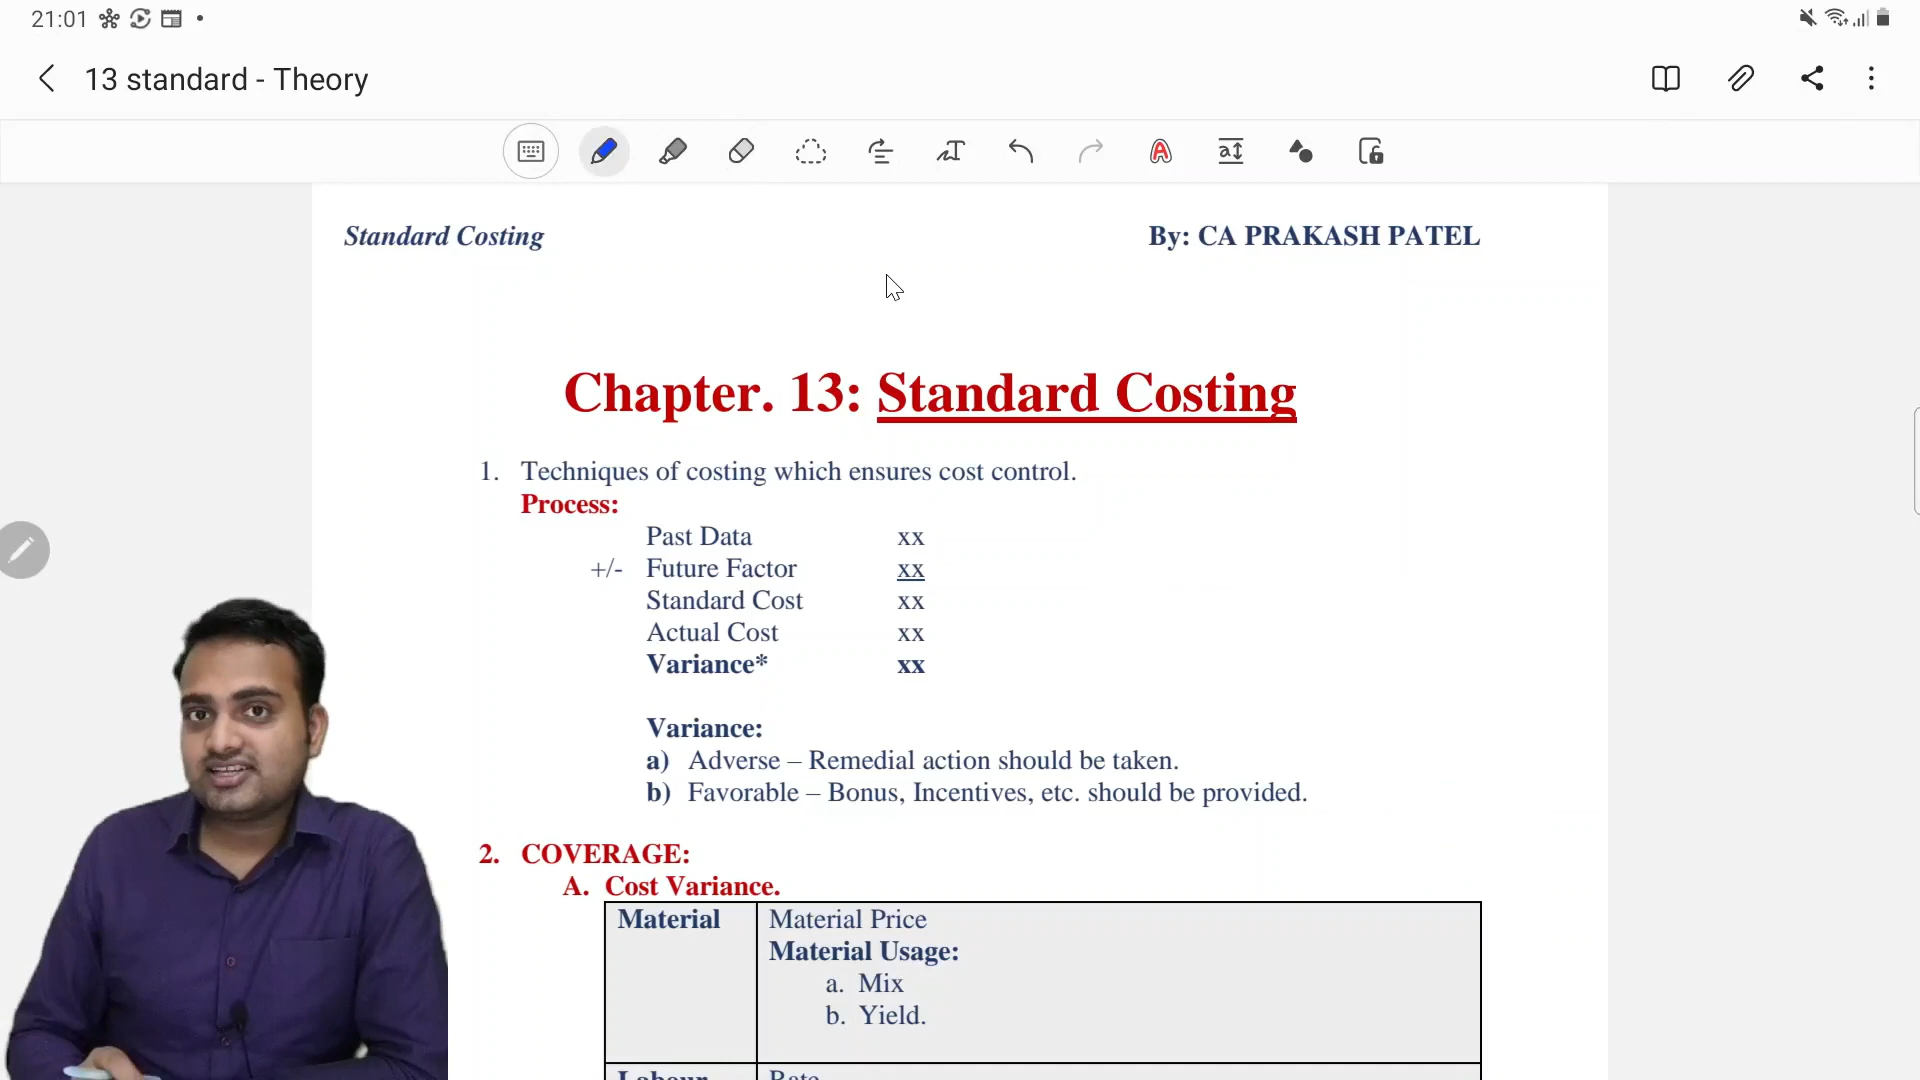 21:01
13 standard - Theory
Standard Costing
By: CA PRAKASH PATEL
Chapter. 13: Standard Costing
1. Techniques of costing which ensures cost control.
Process:
Past Data xx
+/- Future Factor xx
Standard Cost xx
Actual Cost xx
Variance* xx
Variance:
a) Adverse – Remedial action should be taken.
b) Favorable – Bonus, Incentives, etc. should be provided.
2. COVERAGE:
A. Cost Variance.
Material Material Price
Material Usage:
a. Mix
b. Yield.
Labour Rate